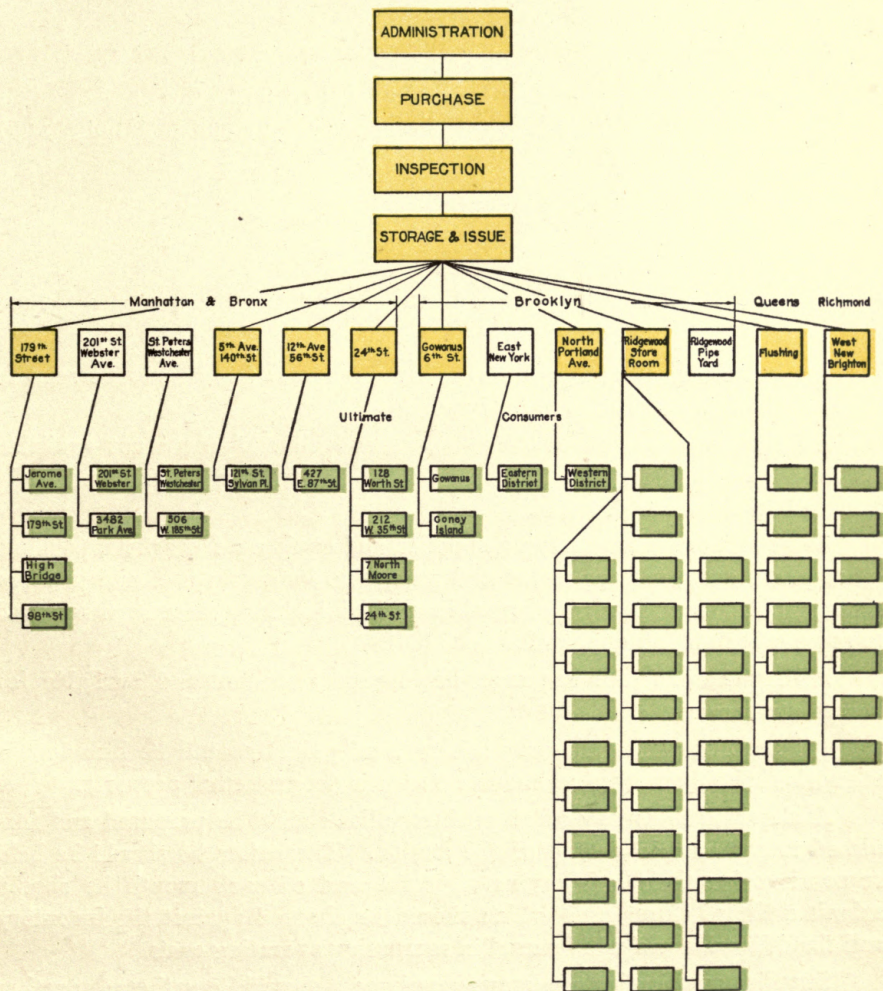 ADMINISTRATION
PURCHASE
INSPECTION
STORAGE & ISSUE
Manhattan & Bronx
Brooklyn
Queens
Richmond
179th
Street
201st St.
Webster
Ave.
St. Peters
Westchester
Ave.
5th Ave.
140th St.
12th Ave
56th St.
24th St.
Gowanus
6th St.
East
New York
North
Portland
Ave.
Ridgewood
Store
Room
Ridgewood
Pipe
Yard
Flushing
West
New
Brighton
Ultimate Consumers
Jerome
Ave.
201st St.
Webster
St. Peters
Westchester
121st St.
Sylvan Pl.
427
E. 87th St.
128
Worth St.
Gowanus
Eastern
District
Western
District
179th St.
3482
Park Ave.
306
W. 185th St.
212
W. 35th St.
Coney
Island
High
Bridge
7 North
Moore
98th St.
24th St.